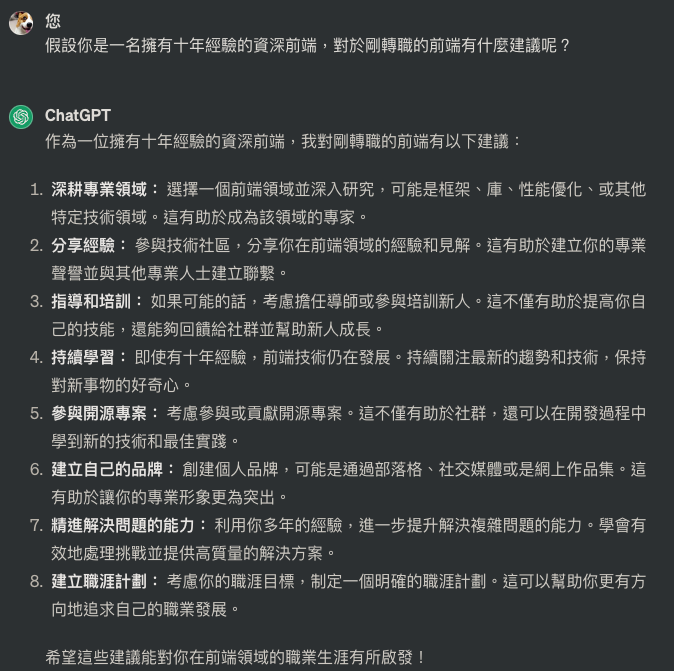 您
假設你是一名擁有十年經驗的資深前端，對於剛轉職的前端有什麼建議呢？
ChatGPT
作為一位擁有十年經驗的資深前端，我對剛轉職的前端有以下建議：
1. 深耕專業領域： 選擇一個前端領域並深入研究，可能是框架、庫、性能優化、或其他
特定技術領域。這有助於成為該領域的專家。
2. 分享經驗： 參與技術社區，分享你在前端領域的經驗和見解。這有助於建立你的專業
聲譽並與其他專業人士建立聯繫。
3. 指導和培訓： 如果可能的話，考慮擔任導師或參與培訓新人。這不僅有助於提高你自
己的技能，還能夠回饋給社群並幫助新人成長。
4. 持續學習： 即使有十年經驗，前端技術仍在發展。持續關注最新的趨勢和技術，保持
對新事物的好奇心。
5. 參與開源專案： 考慮參與或貢獻開源專案。這不僅有助於社群，還可以在開發過程中
學到新的技術和最佳實踐。
6. 建立自己的品牌： 創建個人品牌，可能是通過部落格、社交媒體或是網上作品集。這
有助於讓你的專業形象更為突出。
7. 精進解決問題的能力： 利用你多年的經驗，進一步提升解決複雜問題的能力。學會有
效地處理挑戰並提供高質量的解決方案。
8. 建立職涯計劃： 考慮你的職涯目標，制定一個明確的職涯計劃。這可以幫助你更有方
向地追求自己的職業發展。
希望這些建議能對你在前端領域的職業生涯有所啟發！